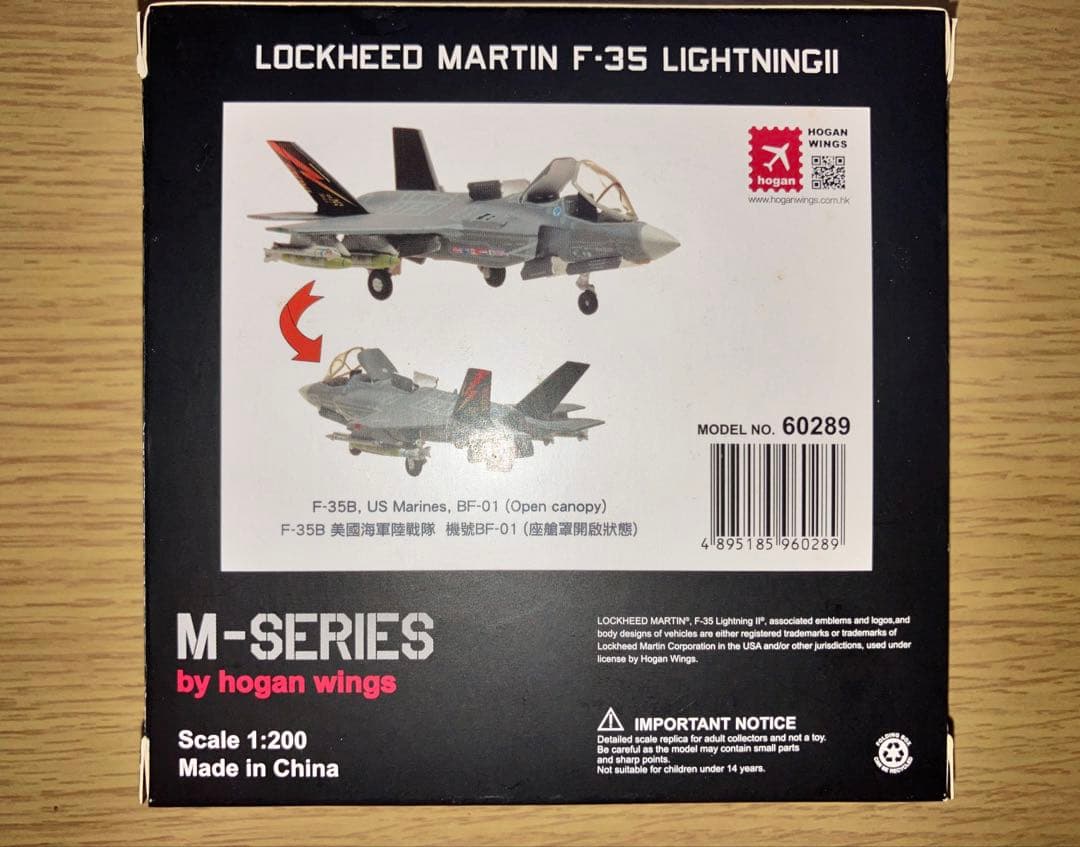 LOCKHEED MARTIN F-35 LIGHTNINGII
HOGAN
WINGS
hogan
www.hoganwings.com.hk
MODEL NO. 60289
4 895185 960289
F-35B, US Marines, BF-01 (Open canopy)
F-35B 美國海軍陸戰隊 機號BF-01 (座艙罩開啟狀態)
M-SERIES
by hogan wings
Scale 1:200
Made in China
LOCKHEED MARTIN®, F-35 Lightning II®, associated emblems and logos,and
body designs of vehicles are either registered trademarks or trademarks of
Lockheed Martin Corporation in the USA and/or other jurisdictions, used under
license by Hogan Wings.
IMPORTANT NOTICE
Detailed scale replica for adult collectors and not a toy.
Be careful as the model may contain small parts
and sharp points.
Not suitable for children under 14 years.
FOLDING BOX
CAN BE RECYCLED